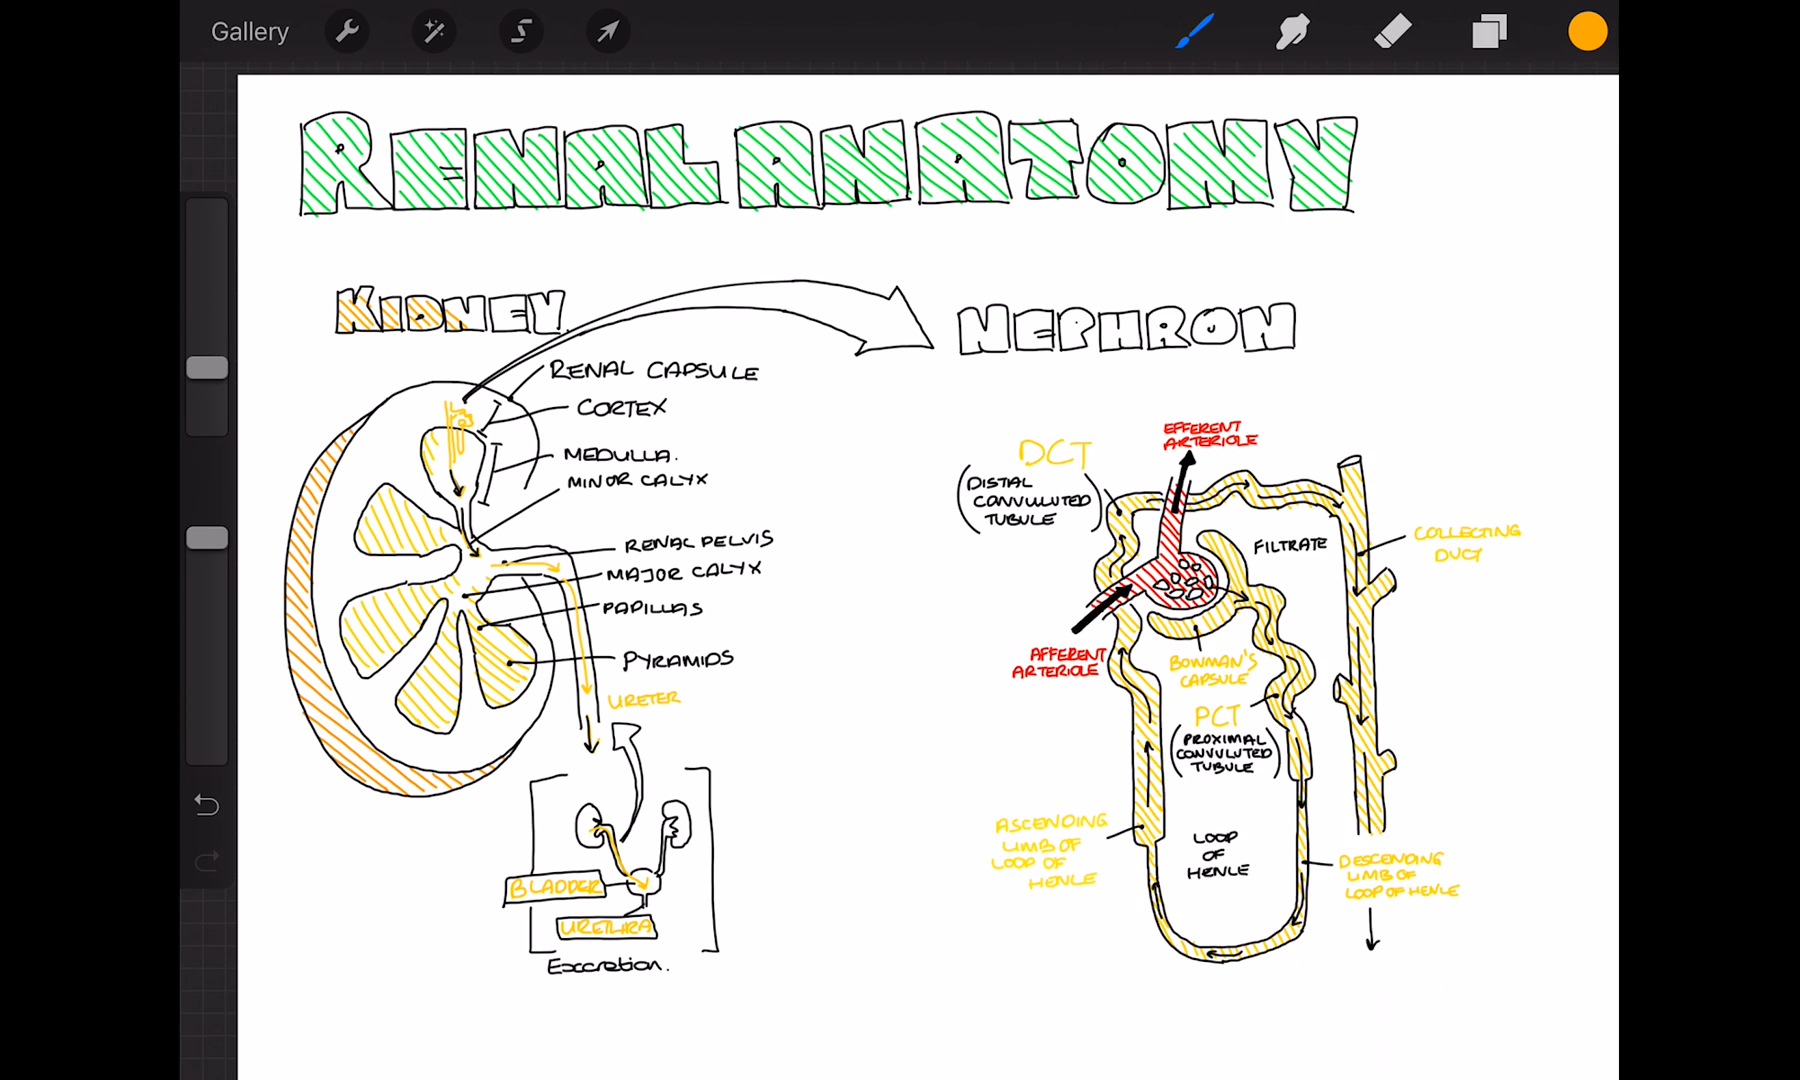 Gallery
RENAL ANATOMY
KIDNEY
NEPHRON
RENAL CAPSULE
CORTEX
MEDULLA.
MINOR CALYX
RENAL PELVIS
MAJOR CALYX
PAPILLAS
PYRAMIDS
URETER
BLADDER
URETHRA
Exccretion.
EFFERENT
ARTERIOLE
DCT
(DISTAL
CONVULUTED
TUBULE)
FILTRATE
COLLECTING
DUCT
AFFERENT
ARTERIOLE
BOWMAN'S
CAPSULE
PCT
(PROXIMAL
CONVULUTED
TUBULE)
ASCENDING
LIMB OF
LOOP OF
HENLE
LOOP
OF
HENLE
DESCENDING
LIMB OF
LOOP OF HENLE